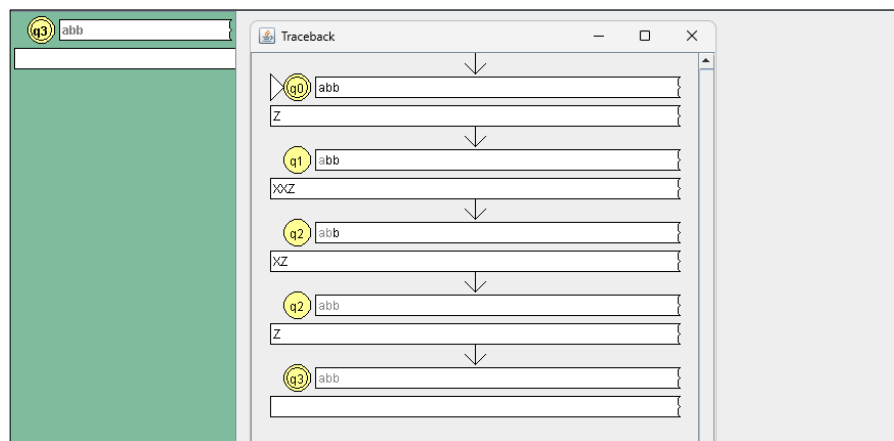 q3 abb
Traceback
q0 abb
Z
q1 abb
XXZ
q2 abb
XZ
q2 abb
Z
q3 abb